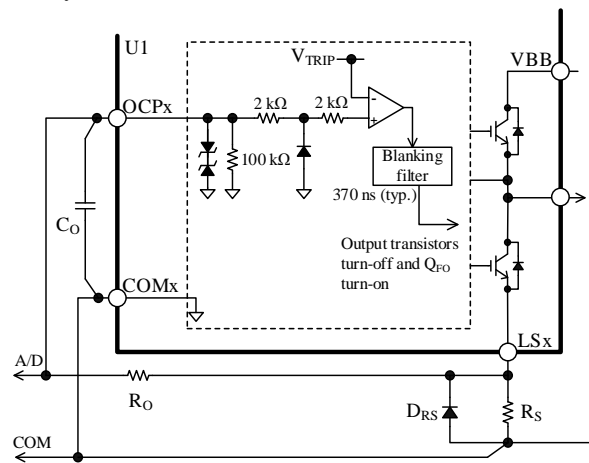 U1
VTRIP
VBB
OCPx
2 kΩ
2 kΩ
-
+
100 kΩ
Blanking
filter
370 ns (typ.)
CO
Output transistors
turn-off and QFO
turn-on
COMx
LSx
A/D
RO
DRS
RS
COM